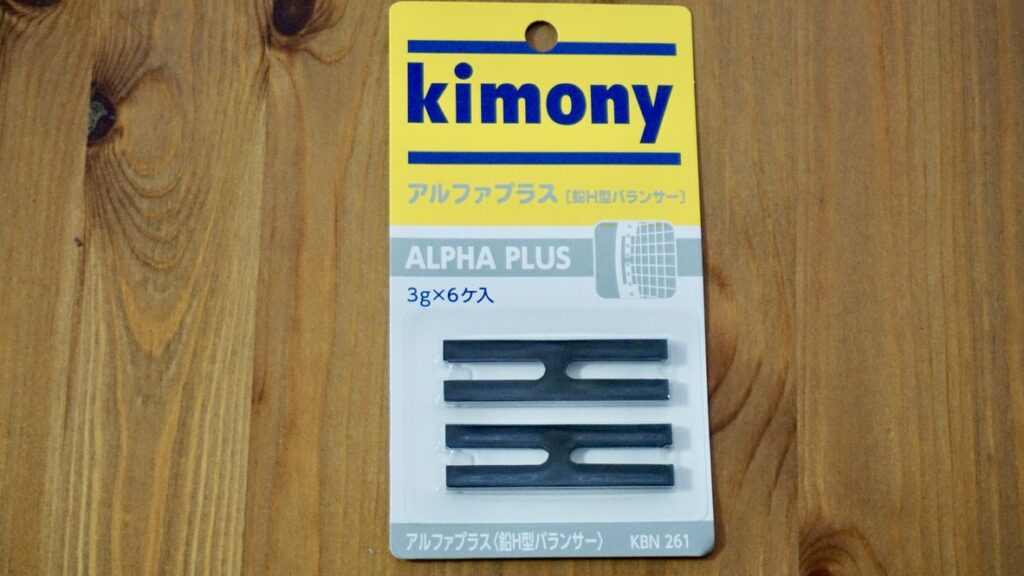 kimony
アルファプラス [鉛H型バランサー]
ALPHA PLUS
3g×6ケ入
アルファプラス〈鉛H型バランサー〉 KBN 261